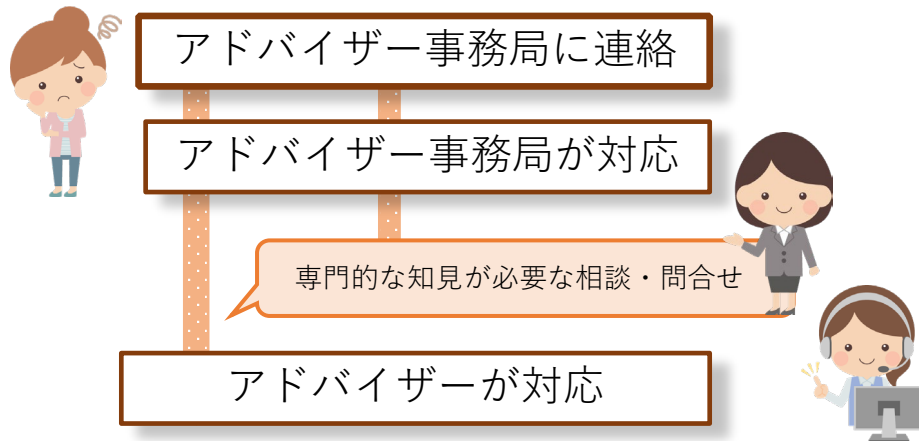 アドバイザー事務局に連絡
アドバイザー事務局が対応
専門的な知見が必要な相談・問合せ
アドバイザーが対応